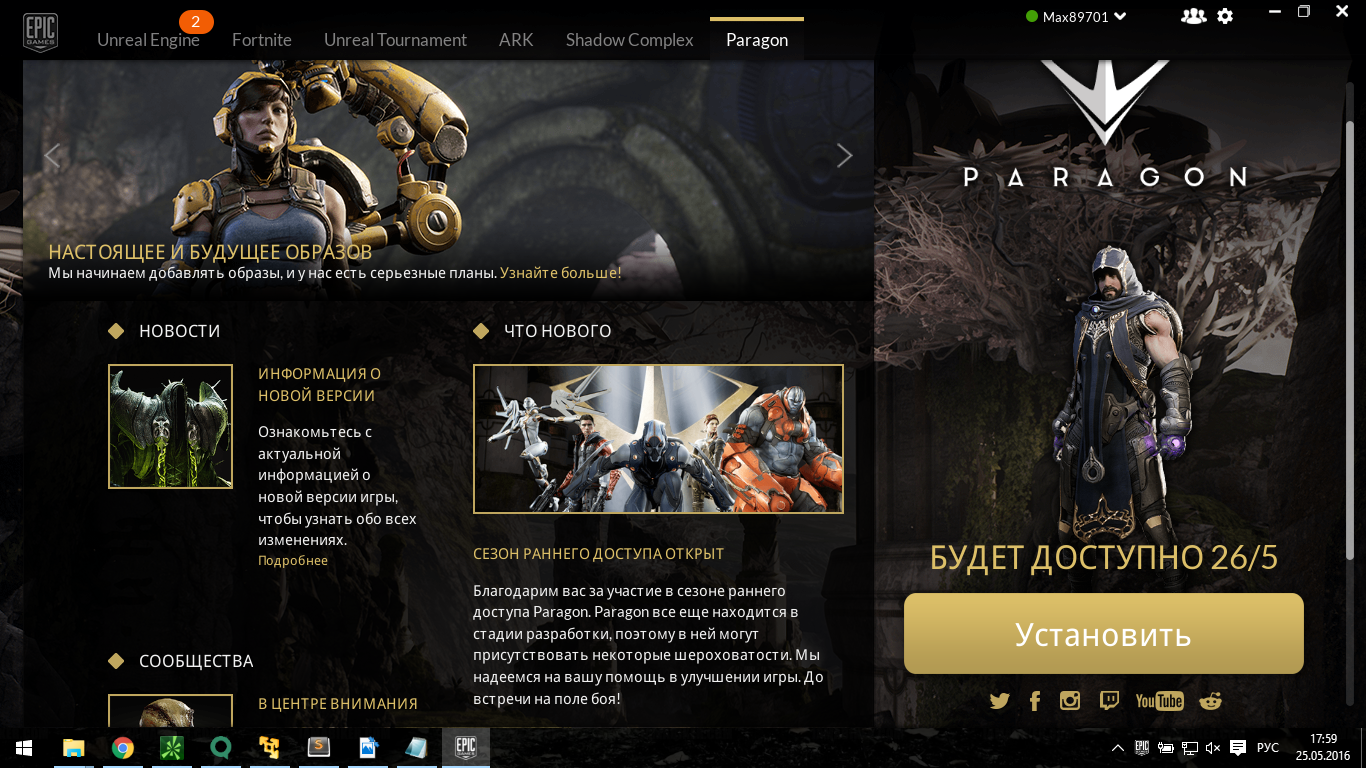 EPIC
GAMES
2
Unreal Engine
Fortnite
Unreal Tournament
ARK
Shadow Complex
Paragon
Max89701
НАСТОЯЩЕЕ И БУДУЩЕЕ ОБРАЗОВ
Мы начинаем добавлять образы, и у нас есть серьезные планы. Узнайте больше!
НОВОСТИ
ИНФОРМАЦИЯ О
НОВОЙ ВЕРСИИ
Ознакомьтесь с
актуальной
информацией о
новой версии игры,
чтобы узнать обо всех
изменениях.
Подробнее
СООБЩЕСТВА
В ЦЕНТРЕ ВНИМАНИЯ
ЧТО НОВОГО
СЕЗОН РАННЕГО ДОСТУПА ОТКРЫТ
Благодарим вас за участие в сезоне раннего
доступа Paragon. Paragon все еще находится в
стадии разработки, поэтому в ней могут
присутствовать некоторые шероховатости. Мы
надеемся на вашу помощь в улучшении игры. До
встречи на поле боя!
PARAGON
БУДЕТ ДОСТУПНО 26/5
Установить
YouTube
S
EPIC
GAMES
EPIC
РУС
17:59
25.05.2016